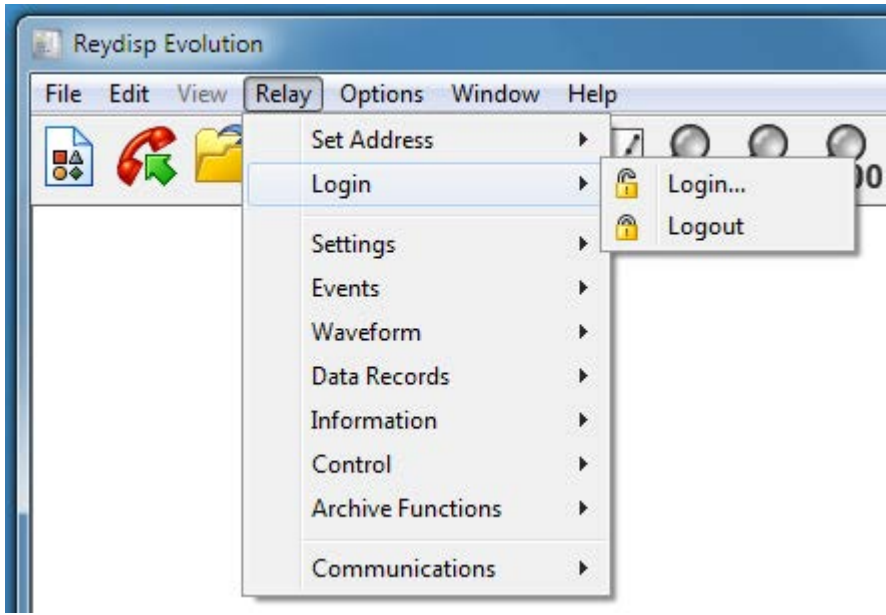 Reydisp Evolution
File Edit View Relay Options Window Help
Set Address
Login
Login...
Logout
Settings
Events
Waveform
Data Records
Information
Control
Archive Functions
Communications